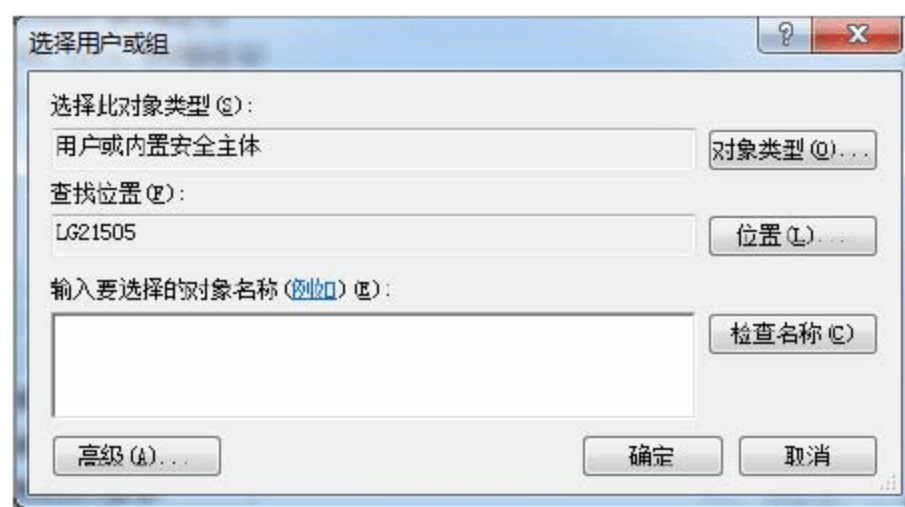 选择用户或组
选择此对象类型(S):
用户或内置安全主体
对象类型(O)...
查找位置(F):
LG21505
位置(L)...
输入要选择的对象名称(例如)(E):
检查名称(C)
高级(A)...
确定
取消